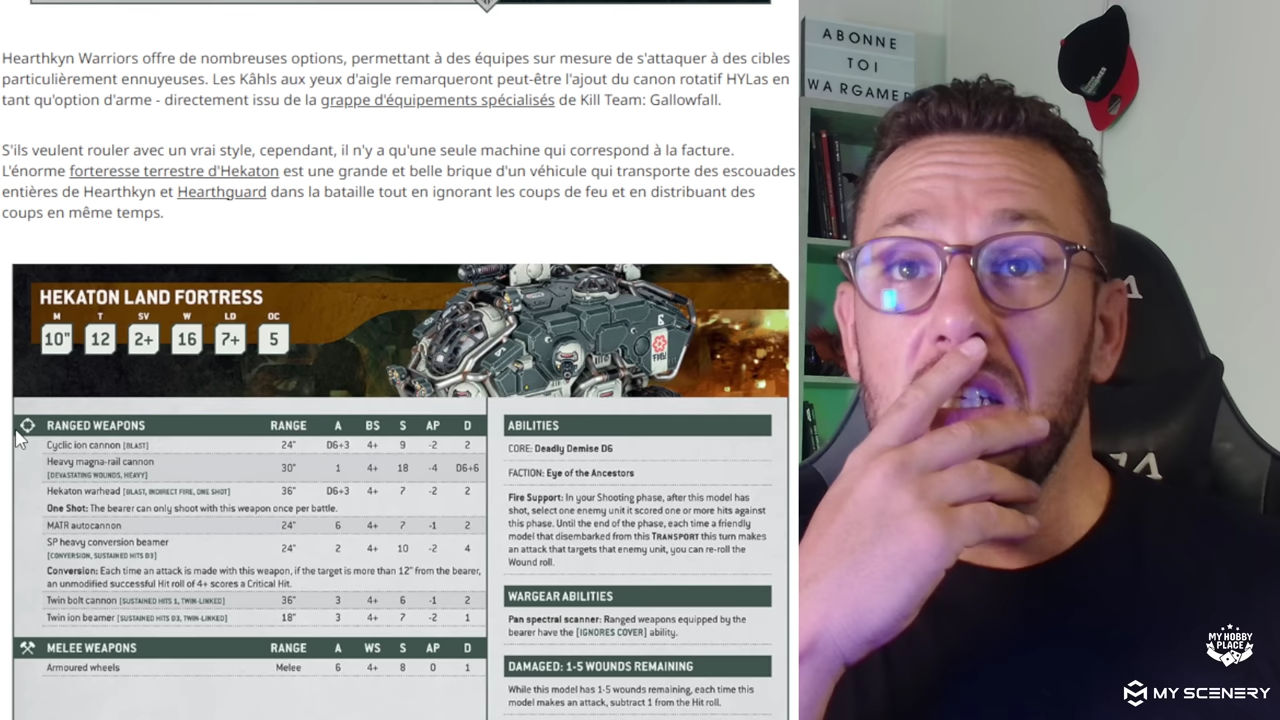 Hearthkyn Warriors offre de nombreuses options, permettant à des équipes sur mesure de s'attaquer à des cibles
particulièrement ennuyeuses. Les Kâhls aux yeux d'aigle remarqueront peut-être l'ajout du canon rotatif HYLas en
tant qu'option d'arme - directement issu de la grappe d'équipements spécialisés de Kill Team: Gallowfall.
S'ils veulent rouler avec un vrai style, cependant, il n'y a qu'une seule machine qui correspond à la facture.
L'énorme forteresse terrestre d'Hekaton est une grande et belle brique d'un véhicule qui transporte des escouades
entières de Hearthkyn et Hearthguard dans la bataille tout en ignorant les coups de feu et en distribuant des
coups en même temps.
HEKATON LAND FORTRESS
M T SV W LD OC
10" 12 2+ 16 7+ 5
RANGED WEAPONS RANGE A BS S AP D
Cyclic ion cannon [BLAST] 24" D6+3 4+ 9 -2 2
Heavy magna-rail cannon
[DEVASTATING WOUNDS, HEAVY] 30" 1 4+ 18 -4 D6+6
Hekaton warhead [BLAST, INDIRECT FIRE, ONE SHOT] 36" D6+3 4+ 7 -2 2
One Shot: The bearer can only shoot with this weapon once per battle.
MATR autocannon 24" 6 4+ 7 -1 2
SP heavy conversion beamer
[CONVERSION, SUSTAINED HITS D3] 24" 2 4+ 10 -2 4
Conversion: Each time an attack is made with this weapon, if the target is more than 12" from the bearer,
an unmodified successful Hit roll of 4+ scores a Critical Hit.
Twin bolt cannon [SUSTAINED HITS 1, TWIN-LINKED] 36" 3 4+ 6 -1 2
Twin ion beamer [SUSTAINED HITS D3, TWIN-LINKED] 18" 3 4+ 7 -2 1
MELEE WEAPONS RANGE A WS S AP D
Armoured wheels Melee 6 4+ 8 0 1
ABILITIES
CORE: Deadly Demise D6
FACTION: Eye of the Ancestors
Fire Support: In your Shooting phase, after this model has
shot, select one enemy unit it scored one or more hits against
this phase. Until the end of the phase, each time a friendly
model that disembarked from this TRANSPORT this turn makes
an attack that targets that enemy unit, you can re-roll the
Wound roll.
WARGEAR ABILITIES
Pan spectral scanner: Ranged weapons equipped by the
bearer have the [IGNORES COVER] ability.
DAMAGED: 1-5 WOUNDS REMAINING
While this model has 1-5 wounds remaining, each time this
model makes an attack, subtract 1 from the Hit roll.
ABONNE
TOI
WARGAMER
MY HOBBY
PLACE
MY SCENERY